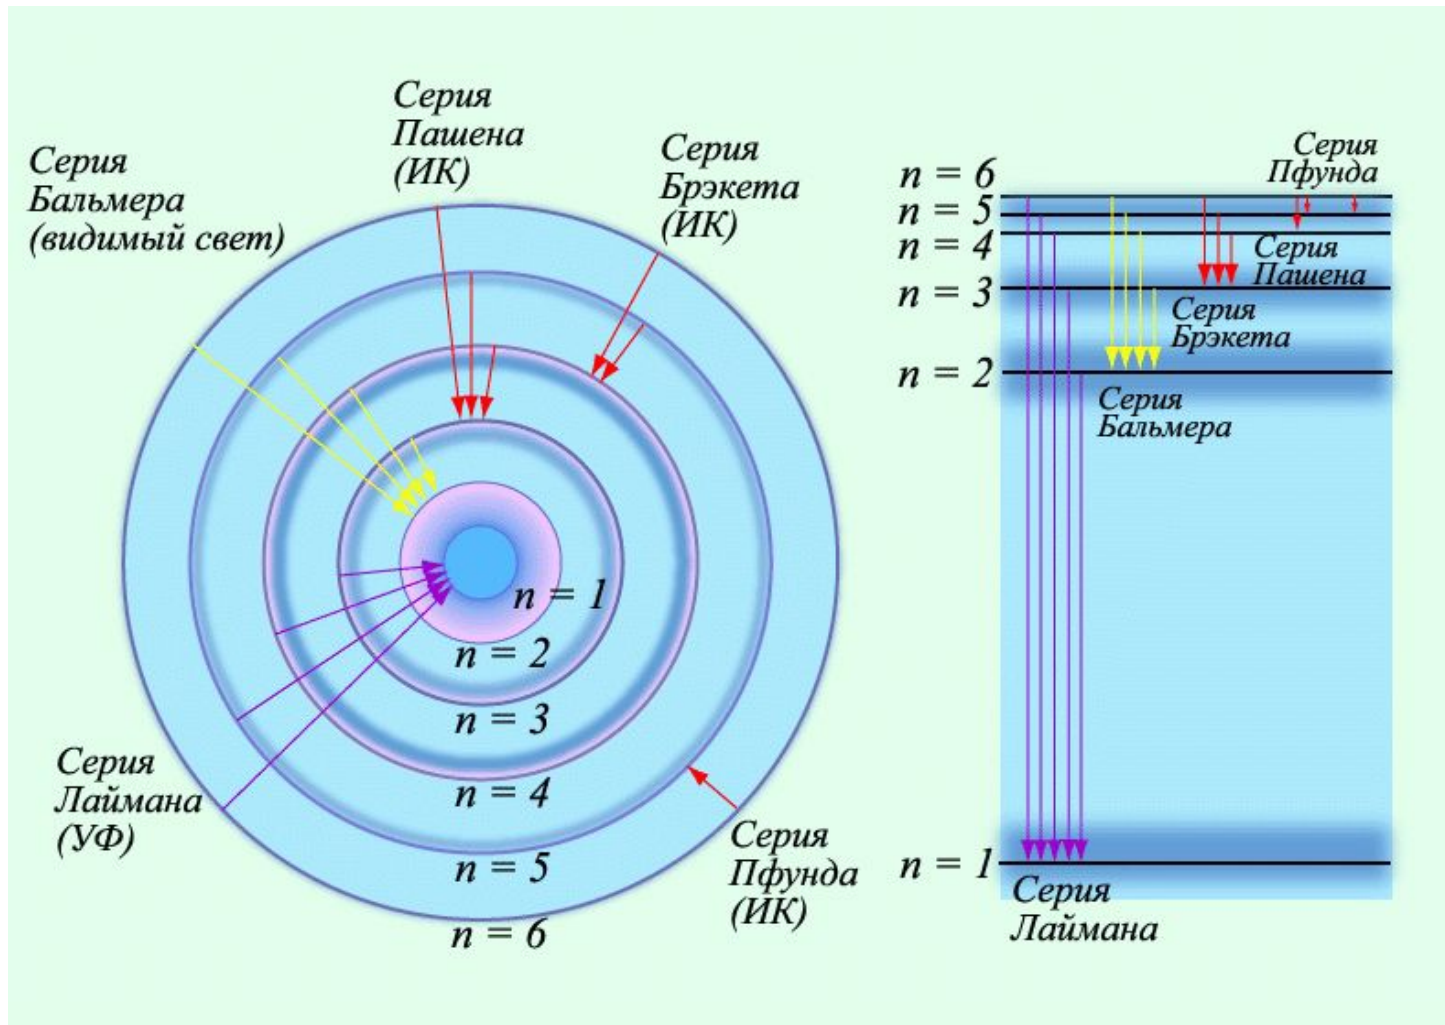 Серия
Пашена
(ИК)
Серия
Брэкета
(ИК)
Серия
Бальмера
(видимый свет)
n = 1
n = 2
n = 3
n = 4
n = 5
n = 6
Серия
Лаймана
(УФ)
Серия
Пфунда
(ИК)
Серия
Пфунда
n = 6
n = 5
n = 4
Серия
Пашена
n = 3
Серия
Брэкета
n = 2
Серия
Бальмера
n = 1
Серия
Лаймана